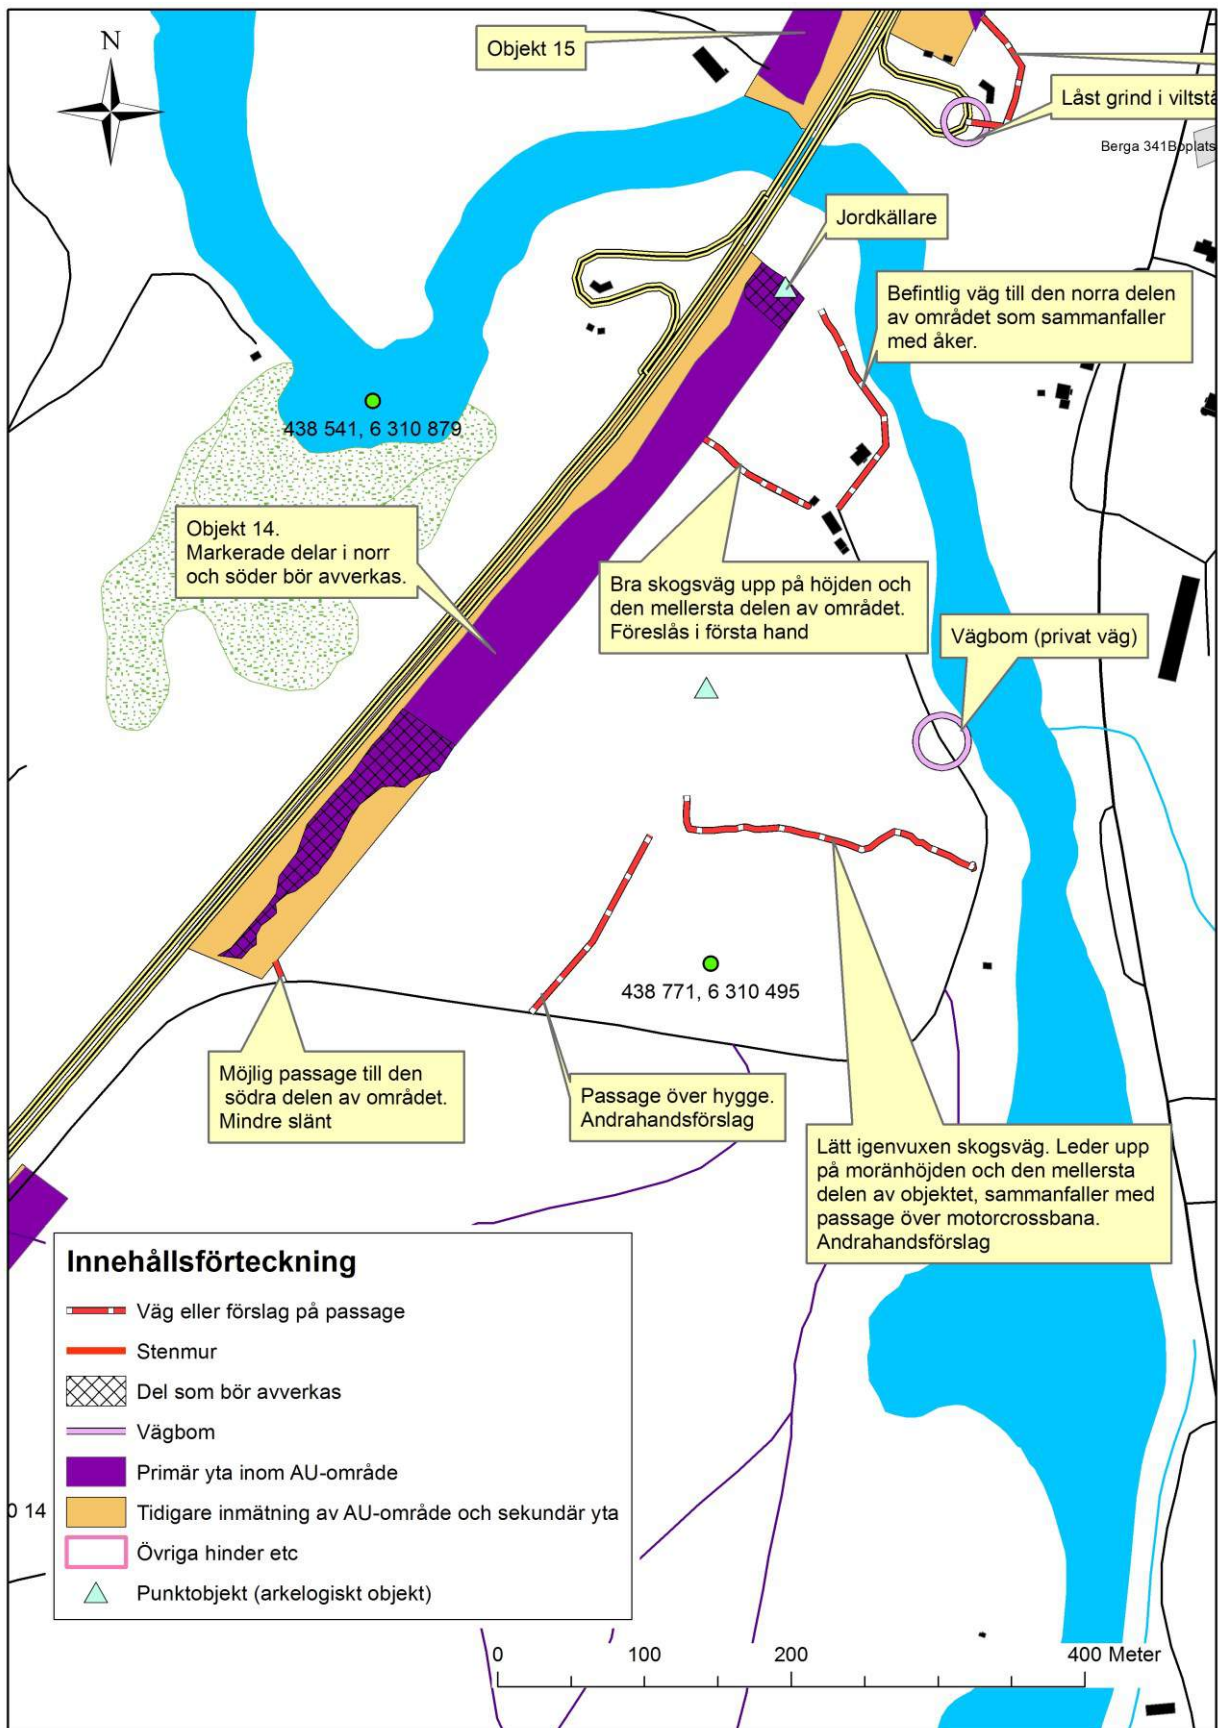 N
Objekt 15
Låst grind i viltstä
Berga 341Boplats
Jordkällare
Befintlig väg till den norra delen
av området som sammanfaller
med åker.
438 541, 6 310 879
Objekt 14.
Markerade delar i norr
och söder bör avverkas.
Bra skogsväg upp på höjden och
den mellersta delen av området.
Föreslås i första hand
Vägbom (privat väg)
438 771, 6 310 495
Möjlig passage till den
södra delen av området.
Mindre slänt
Passage över hygge.
Andrahandsförslag
Lätt igenvuxen skogsväg. Leder upp
på moränhöjden och den mellersta
delen av objektet, sammanfaller med
passage över motorcrossbana.
Andrahandsförslag
Innehållsförteckning
Väg eller förslag på passage
Stenmur
Del som bör avverkas
Vägbom
Primär yta inom AU-område
Tidigare inmätning av AU-område och sekundär yta
Övriga hinder etc
Punktobjekt (arkelogiskt objekt)
0 14
0 100 200 400 Meter